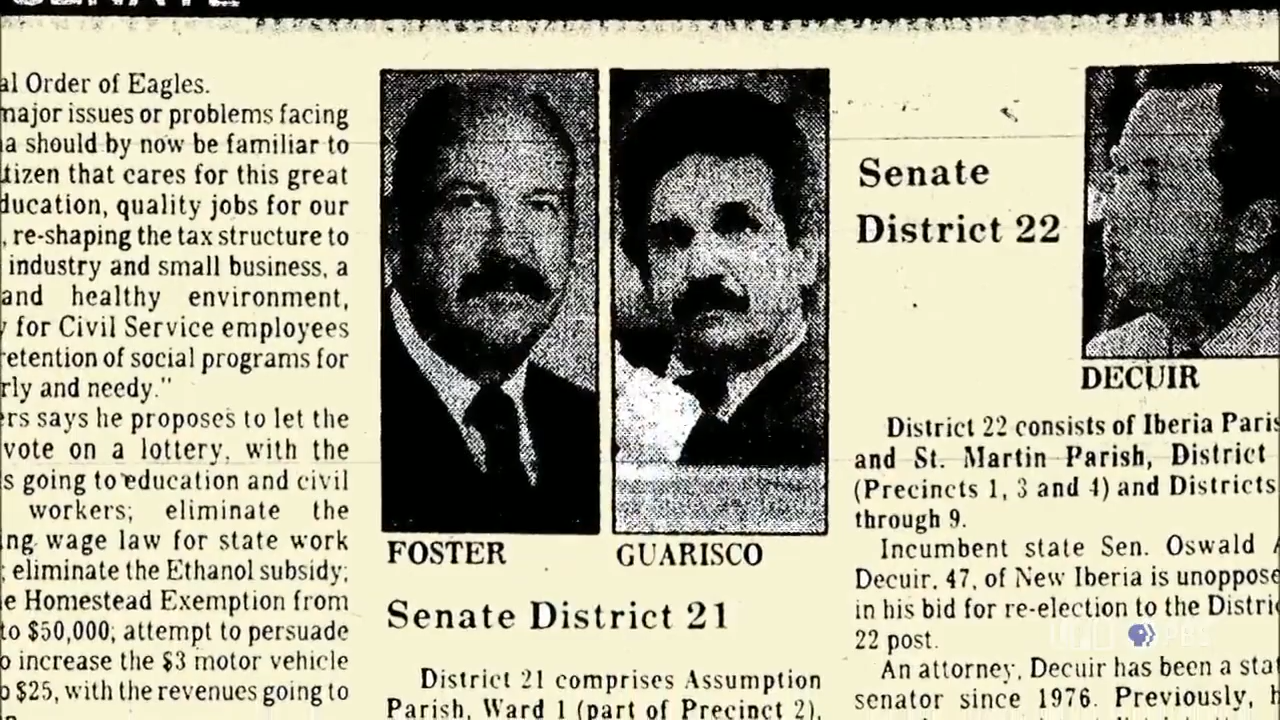 SENATE
al Order of Eagles.
major issues or problems facing
a should by now be familiar to
tizen that cares for this great
ducation, quality jobs for our
, re-shaping the tax structure to
industry and small business, a
and healthy environment,
for Civil Service employees
retention of social programs for
rly and needy."
ers says he proposes to let the
vote on a lottery, with the
s going to education and civil
workers; eliminate the
ng wage law for state work
; eliminate the Ethanol subsidy;
e Homestead Exemption from
to $50,000; attempt to persuade
o increase the $3 motor vehicle
o $25, with the revenues going to
FOSTER
GUARISCO
Senate District 21
District 21 comprises Assumption
Parish, Ward 1 (part of Precinct 2),
Senate
District 22
DECUIR
District 22 consists of Iberia Paris
and St. Martin Parish, District
(Precincts 1, 3 and 4) and Districts
through 9.
Incumbent state Sen. Oswald A
Decuir, 47, of New Iberia is unoppose
in his bid for re-election to the Distric
22 post.
An attorney, Decuir has been a stat
senator since 1976. Previously, h
PBS